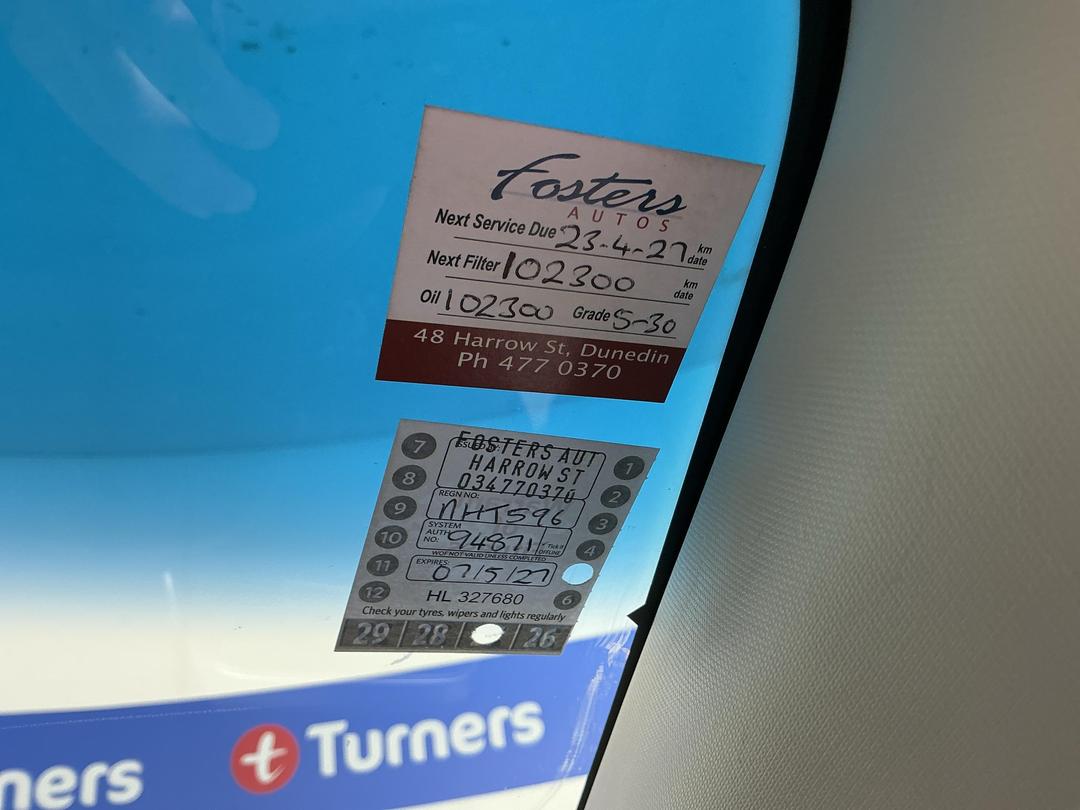 Fosters
AUTOS
Next Service Due 23-4-27 km date
Next Filter 102300 km date
Oil 102300 Grade 5-30
48 Harrow St, Dunedin
Ph 477 0370
ISSUED BY:
FOSTERS AUT
HARROW ST
034770370
REGN NO:
NHT596
SYSTEM AUTH NO: 94871 ✓ Tick if OFFLINE
WOF NOT VALID UNLESS COMPLETED
EXPIRES: 07/5/27
HL 327680
Check your tyres, wipers and lights regularly
7
8
9
10
11
12
1
2
3
4
6
29 28 26
ners t Turners